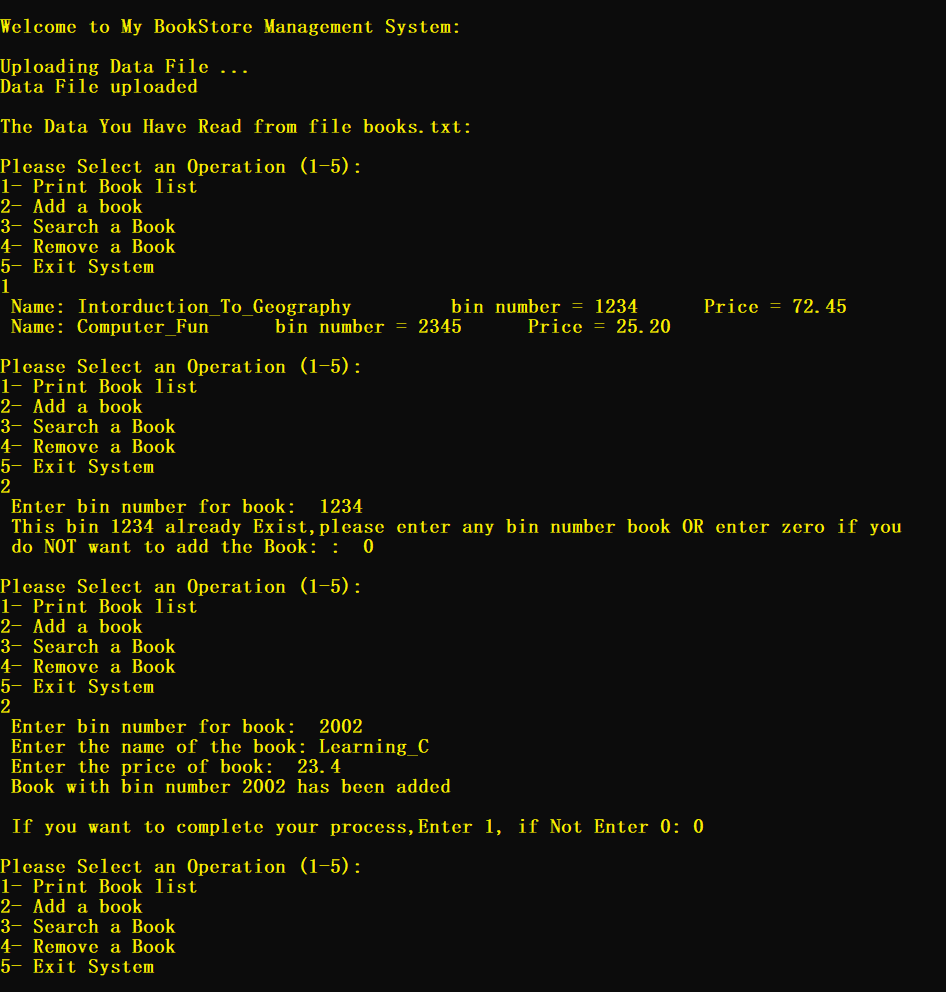 Welcome to My BookStore Management System:
Uploading Data File ...
Data File uploaded
The Data You Have Read from file books.txt:
Please Select an Operation (1-5):
1- Print Book list
2- Add a book
3- Search a Book
4- Remove a Book
5- Exit System
1
Name: Intorduction_To_Geography bin number = 1234 Price = 72.45
Name: Computer_Fun bin number = 2345 Price = 25.20
Please Select an Operation (1-5):
1- Print Book list
2- Add a book
3- Search a Book
4- Remove a Book
5- Exit System
2
Enter bin number for book: 1234
This bin 1234 already Exist,please enter any bin number book OR enter zero if you
do NOT want to add the Book: : 0
Please Select an Operation (1-5):
1- Print Book list
2- Add a book
3- Search a Book
4- Remove a Book
5- Exit System
2
Enter bin number for book: 2002
Enter the name of the book: Learning_C
Enter the price of book: 23.4
Book with bin number 2002 has been added
If you want to complete your process,Enter 1, if Not Enter 0: 0
Please Select an Operation (1-5):
1- Print Book list
2- Add a book
3- Search a Book
4- Remove a Book
5- Exit System